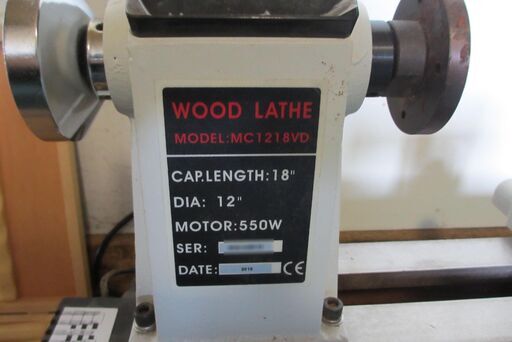 WOOD LATHE
MODEL:MC1218VD
CAP.LENGTH:18"
DIA: 12"
MOTOR:550W
SER:
DATE: CE